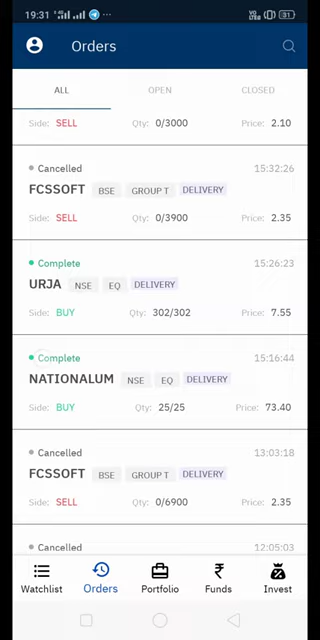 19:31
31
Orders
ALL OPEN CLOSED
Side: SELL Qty: 0/3000 Price: 2.10
Cancelled 15:32:26
FCSSOFT BSE GROUP T DELIVERY
Side: SELL Qty: 0/3900 Price: 2.35
Complete 15:26:23
URJA NSE EQ DELIVERY
Side: BUY Qty: 302/302 Price: 7.55
Complete 15:16:44
NATIONALUM NSE EQ DELIVERY
Side: BUY Qty: 25/25 Price: 73.40
Cancelled 13:03:18
FCSSOFT BSE GROUP T DELIVERY
Side: SELL Qty: 0/6900 Price: 2.35
Cancelled 12:05:03
Watchlist Orders Portfolio Funds Invest